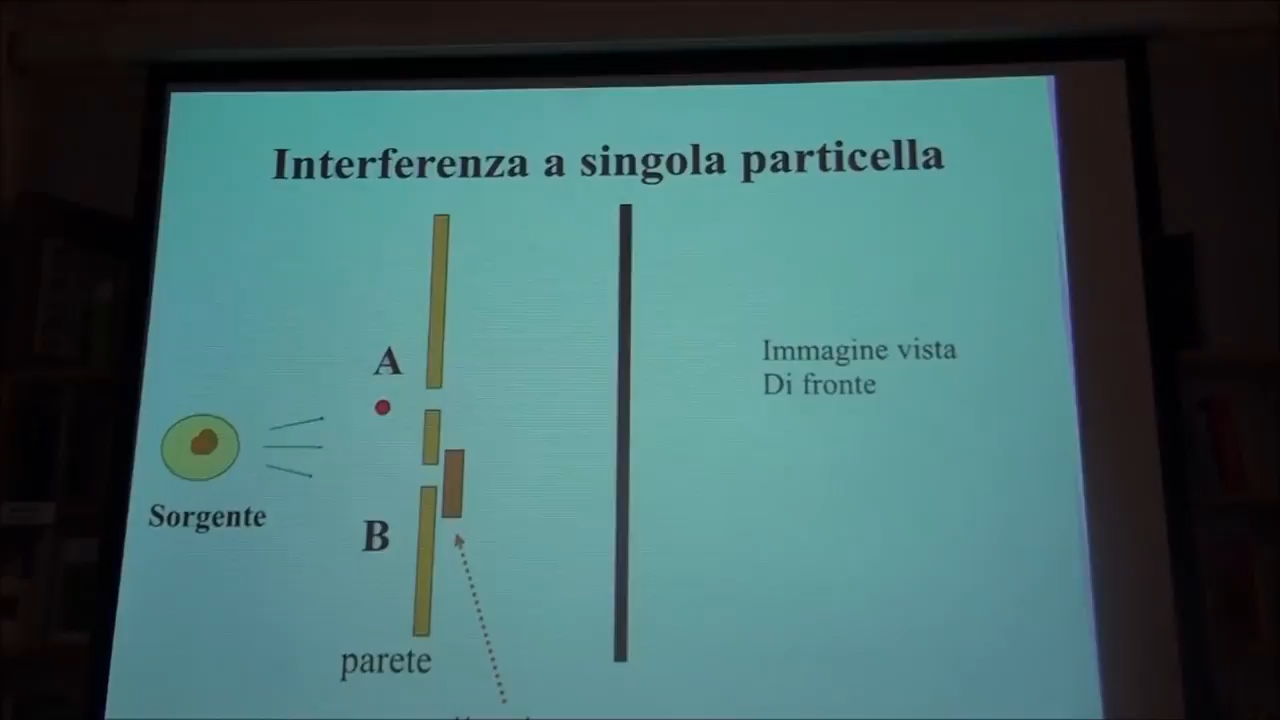 Interferenza a singola particella
A
Immagine vista
Di fronte
Sorgente
B
parete